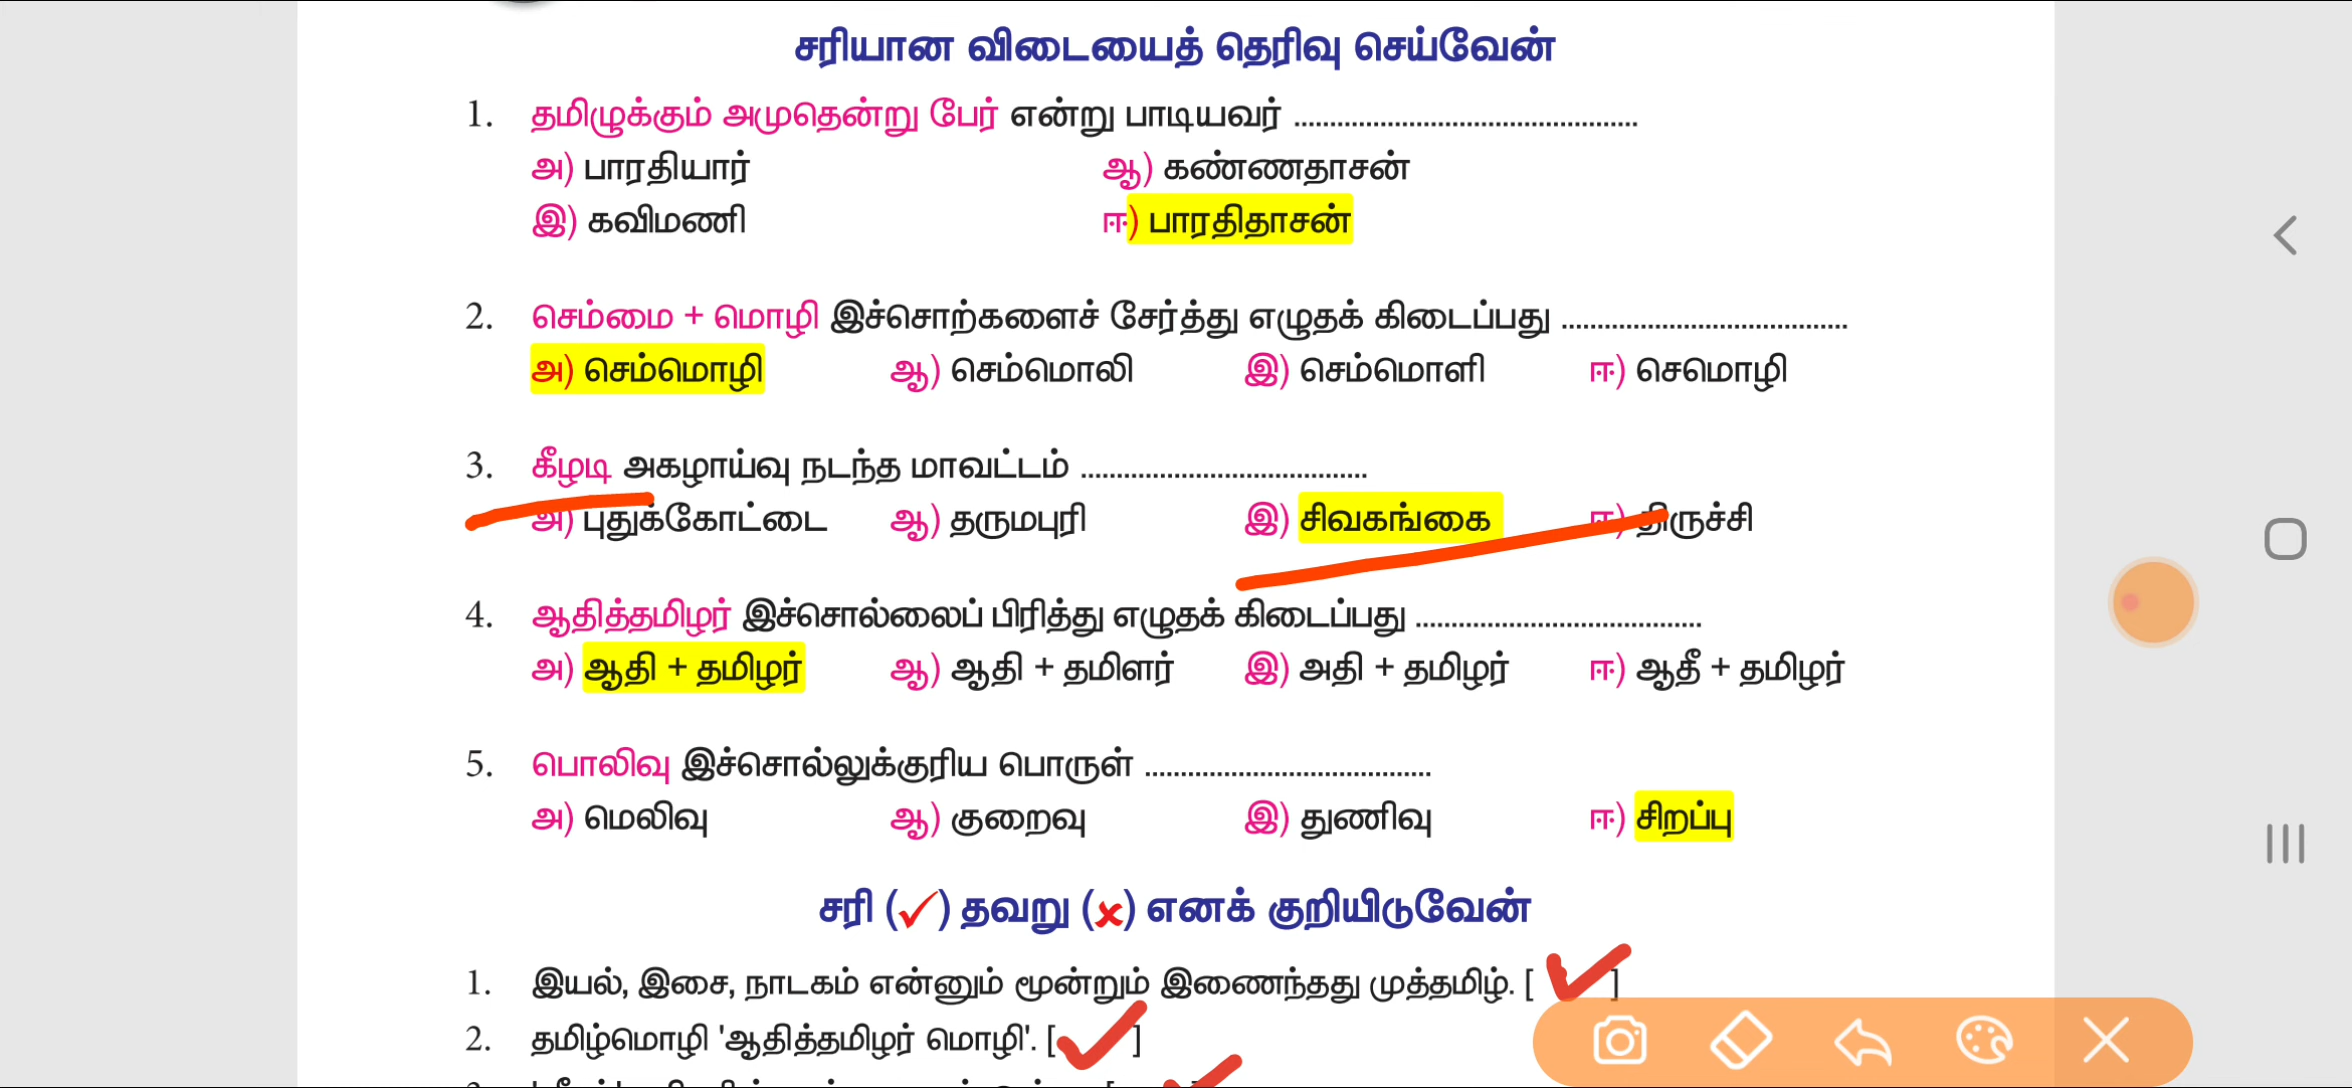 சரியான விடையைத் தெரிவு செய்வேன்
1. தமிழுக்கும் அமுதென்று பேர் என்று பாடியவர் ................................................
அ) பாரதியார் ஆ) கண்ணதாசன்
இ) கவிமணி ஈ) பாரதிதாசன்
2. செம்மை + மொழி இச்சொற்களைச் சேர்த்து எழுதக் கிடைப்பது ........................................
அ) செம்மொழி ஆ) செம்மொலி இ) செம்மொளி ஈ) செமொழி
3. கீழடி அகழாய்வு நடந்த மாவட்டம் ........................................
அ) புதுக்கோட்டை ஆ) தருமபுரி இ) சிவகங்கை ஈ) திருச்சி
4. ஆதித்தமிழர் இச்சொல்லைப் பிரித்து எழுதக் கிடைப்பது ........................................
அ) ஆதி + தமிழர் ஆ) ஆதி + தமிளர் இ) அதி + தமிழர் ஈ) ஆதீ + தமிழர்
5. பொலிவு இச்சொல்லுக்குரிய பொருள் ........................................
அ) மெலிவு ஆ) குறைவு இ) துணிவு ஈ) சிறப்பு
சரி (✓) தவறு (✗) எனக் குறியிடுவேன்
1. இயல், இசை, நாடகம் என்னும் மூன்றும் இணைந்தது முத்தமிழ். [ ✓ ]
2. தமிழ்மொழி 'ஆதித்தமிழர் மொழி'. [ ✓ ]